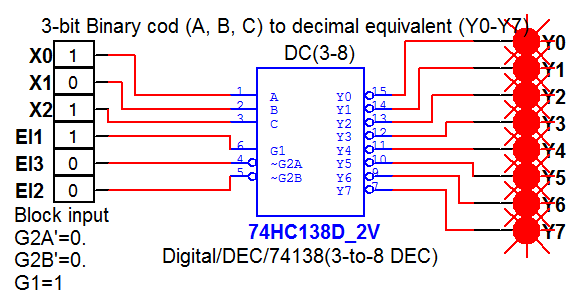 3-bit Binary cod (A, B, C) to decimal equivalent (Y0-Y7)
DC(3-8)
X0 1
X1 0
X2 1
EI1 1
EI3 0
EI2 0
Block input
G2A'=0.
G2B'=0.
G1=1
1 A
2 B
3 C
6 G1
4 ~G2A
5 ~G2B
Y0 15
Y1 14
Y2 13
Y3 12
Y4 11
Y5 10
Y6 9
Y7 7
74HC138D_2V
Digital/DEC/74138(3-to-8 DEC)
Y0
Y1
Y2
Y3
Y4
Y5
Y6
Y7